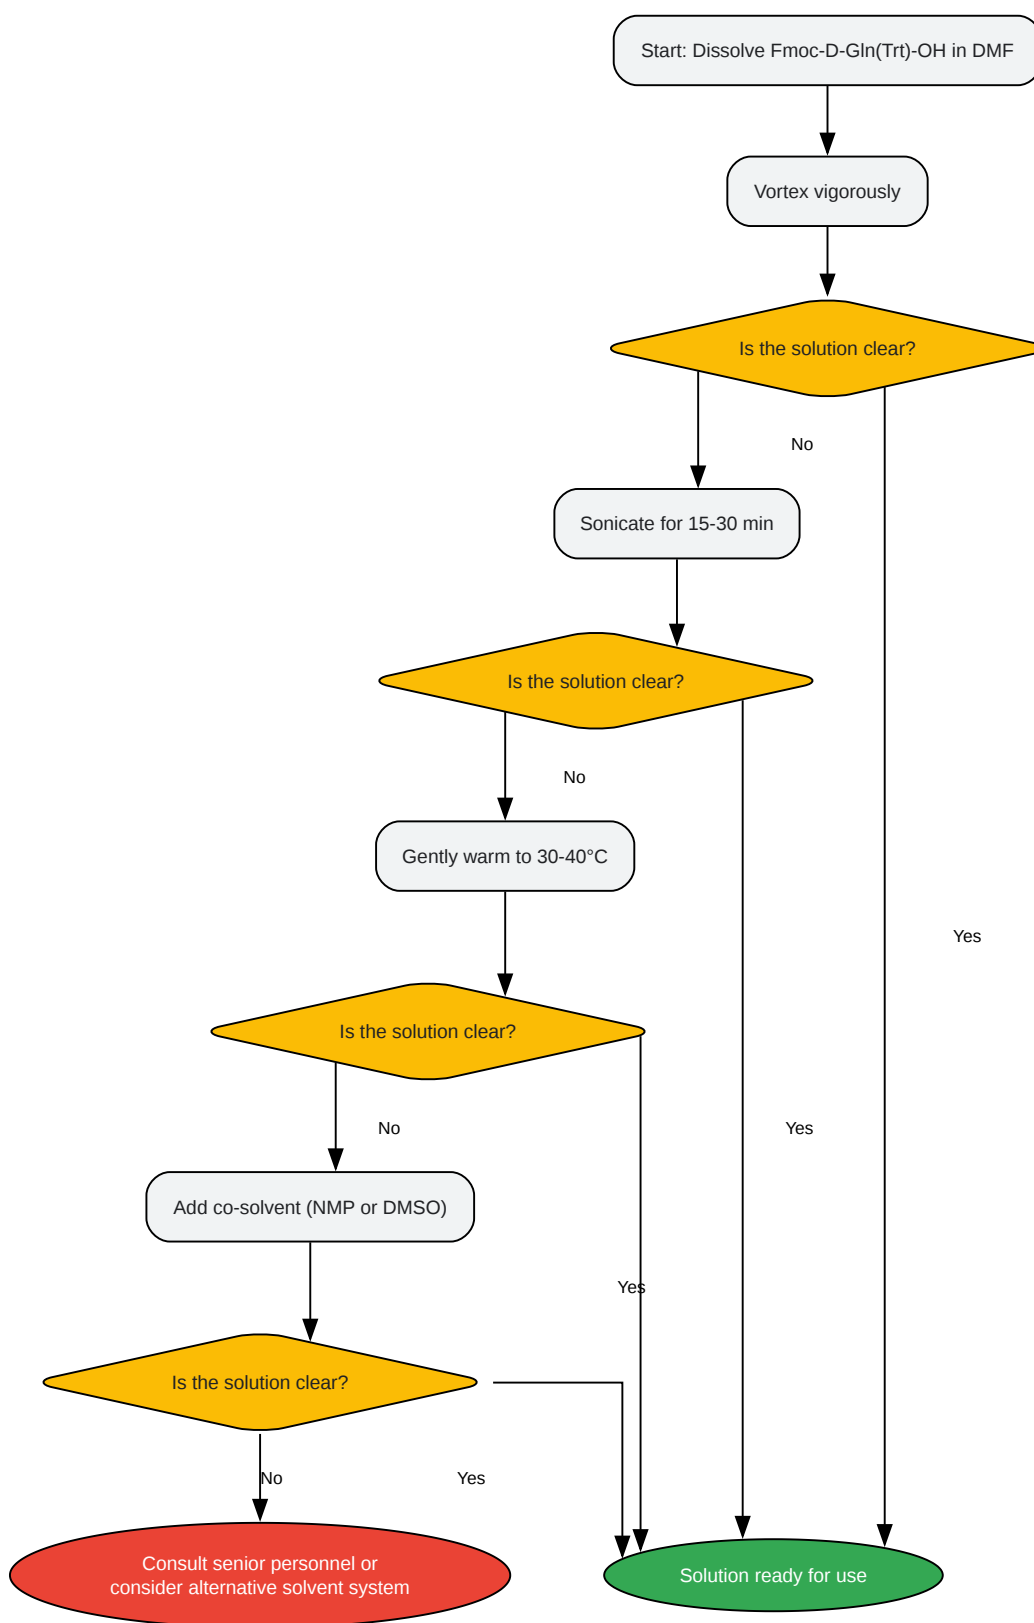 Start: Dissolve Fmoc-D-Gln(Trt)-OH in DMF
Vortex vigorously
Is the solution clear?
No
Sonicate for 15-30 min
Is the solution clear?
No
Gently warm to 30-40°C
Yes
Is the solution clear?
No
Yes
Add co-solvent (NMP or DMSO)
Yes
Is the solution clear?
No
Yes
Consult senior personnel or
consider alternative solvent system
Solution ready for use